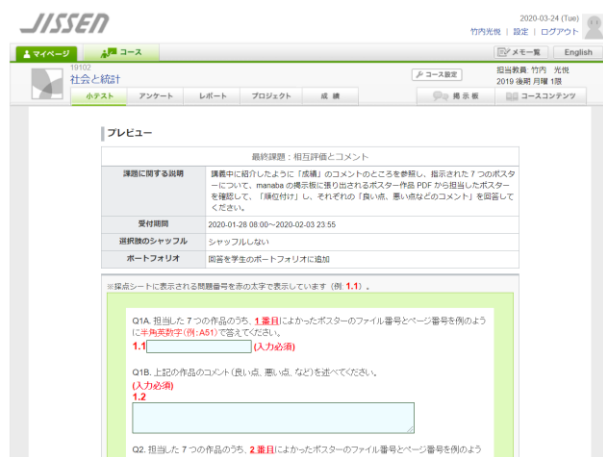 JISSEN
2020-03-24 (Tue)
竹内光悦 | 設定 | ログアウト
マイページ
コース
メモ一覧
English
19102
社会と統計
コース設定
担当教員 竹内 光悦
2019 後期 月曜 1限
小テスト
アンケート
レポート
プロジェクト
成績
掲示板
コースコンテンツ
プレビュー
最終課題：相互評価とコメント
課題に関する説明
講義中に紹介したように「成績」のコメントのところを参照し、指示された７つのポスタ
ーについて、manaba の掲示板に張り出されるポスター作品 PDF から担当したポスター
を確認して、「順位付け」し、それぞれの「良い点、悪い点などのコメント」を回答して
ください。
受付期間
2020-01-28 08:00～2020-02-03 23:55
選択肢のシャッフル
シャッフルしない
ポートフォリオ
回答を学生のポートフォリオに追加
※採点シートに表示される問題番号を赤の太字で表示しています（例 1.1）。
Q1A. 担当した７つの作品のうち、１番目によかったポスターのファイル番号とページ番号を例のよう
に半角英数字(例:A51)で答えてください。
1.1
(入力必須)
Q1B. 上記の作品のコメント（良い点、悪い点、など）を述べてください。
(入力必須)
1.2
Q2. 担当した７つの作品のうち、２番目によかったポスターのファイル番号とページ番号を例のよう